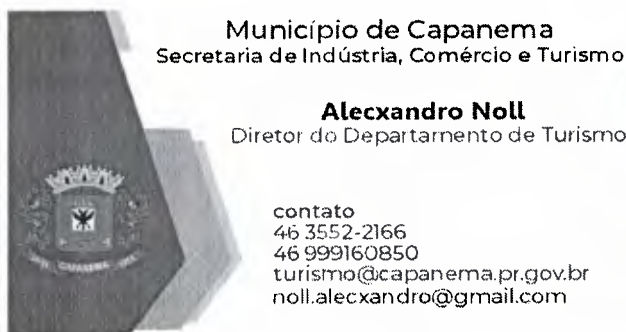 Município de Capanema
Secretaria de Indústria, Comércio e Turismo
Alecxandro Noll
Diretor do Departamento de Turismo
contato
46 3552-2166
46 999160850
turismo@capanema.pr.gov.br
noll.alecxandro@gmail.com
CAPANEMA